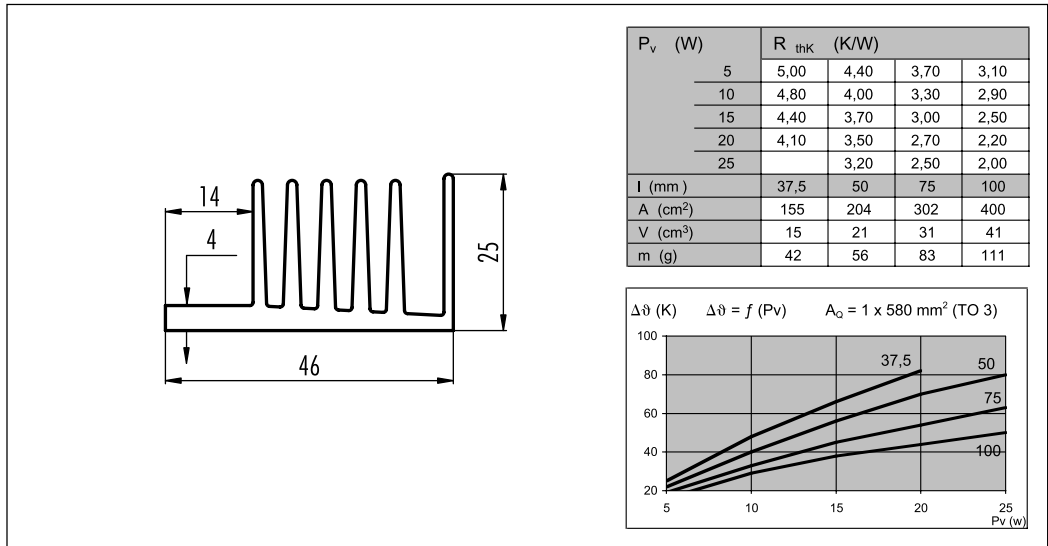 14
4
25
46
Pv (W) R thK (K/W)
5 5,00 4,40 3,70 3,10
10 4,80 4,00 3,30 2,90
15 4,40 3,70 3,00 2,50
20 4,10 3,50 2,70 2,20
25 3,20 2,50 2,00
l (mm ) 37,5 50 75 100
A (cm²) 155 204 302 400
V (cm³) 15 21 31 41
m (g) 42 56 83 111
Δϑ (K) Δϑ = ƒ (Pv) AQ = 1 x 580 mm² (TO 3)
100
80
60
40
20
37,5
50
75
100
5 10 15 20 25
Pv (w)